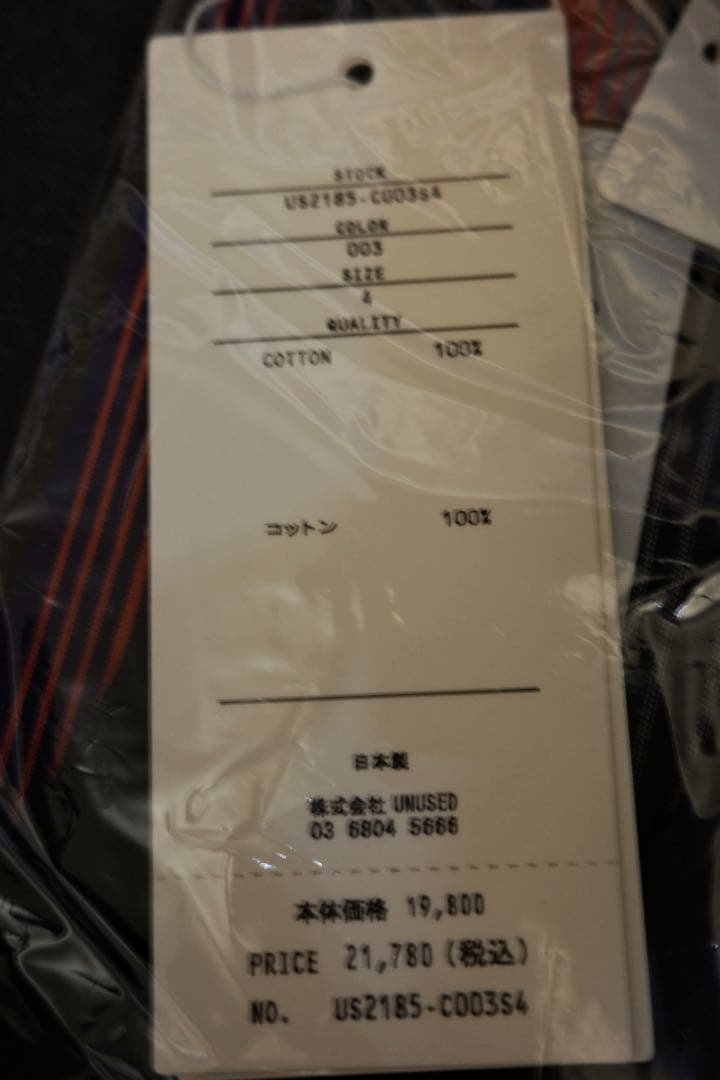 STOCK
US2185-C003S4
COLOR
003
SIZE
4
QUALITY
COTTON 100%
コットン 100%
日本製
株式会社 UNUSED
03 6804 5666
本体価格 19,800
PRICE 21,780 (税込)
NO. US2185-C003S4